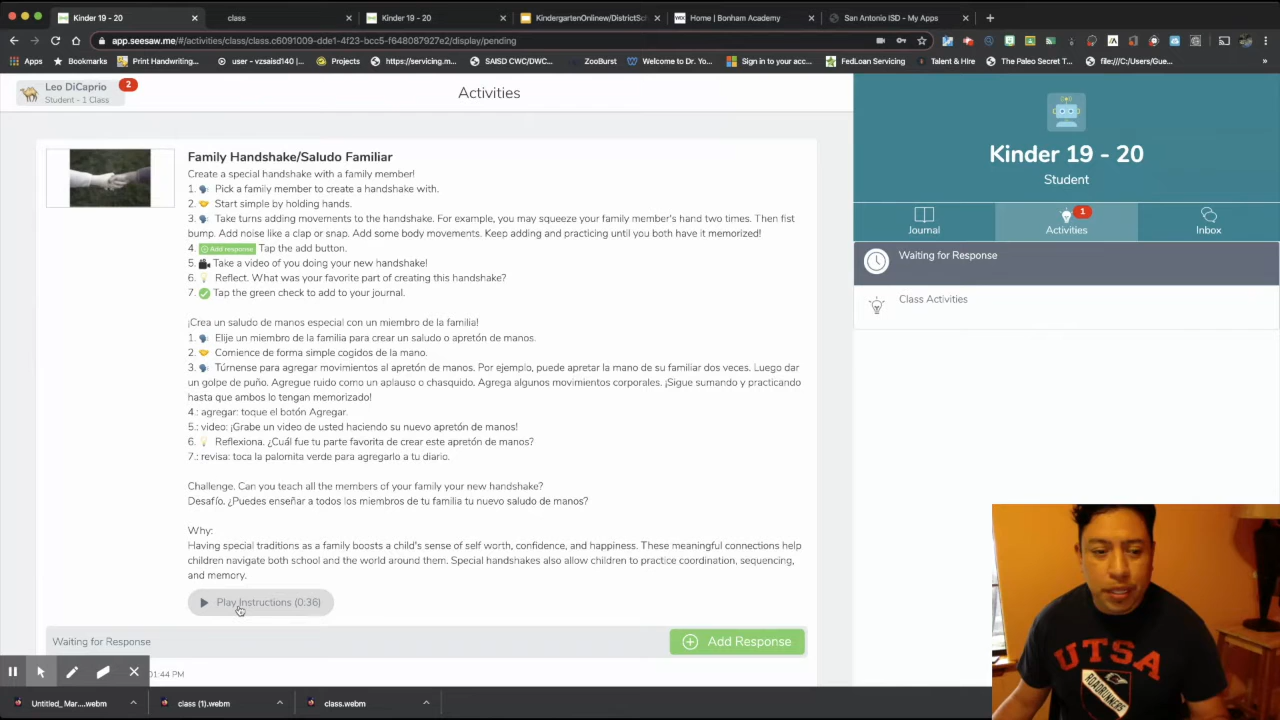 Kinder 19 - 20
class
Kinder 19 - 20
KindergartenOnlinew/DistrictSc
Home | Bonham Academy
San Antonio ISD - My Apps
app.seesaw.me/#/activities/class/class.c6091009-dde1-4f23-bcc5-f648087927e2/display/pending
Apps
Bookmarks
Print Handwriting...
user - vzsaisd140 |...
Projects
https://servicing.m...
SAISD CWC/DWC...
ZooBurst
Welcome to Dr. Yo...
Sign in to your acc...
FedLoan Servicing
Talent & Hire
The Paleo Secret T...
file:///C:/Users/Gue...
Leo DiCaprio
Student - 1 Class
2
Activities
Family Handshake/Saludo Familiar
Create a special handshake with a family member!
1. Pick a family member to create a handshake with.
2. Start simple by holding hands.
3. Take turns adding movements to the handshake. For example, you may squeeze your family member's hand two times. Then fist
bump. Add noise like a clap or snap. Add some body movements. Keep adding and practicing until you both have it memorized!
4. Add response Tap the add button.
5. Take a video of you doing your new handshake!
6. Reflect. What was your favorite part of creating this handshake?
7. Tap the green check to add to your journal.
¡Crea un saludo de manos especial con un miembro de la familia!
1. Elije un miembro de la familia para crear un saludo o apretón de manos.
2. Comience de forma simple cogidos de la mano.
3. Túrnense para agregar movimientos al apretón de manos. Por ejemplo, puede apretar la mano de su familiar dos veces. Luego dar
un golpe de puño. Agregue ruido como un aplauso o chasquido. Agrega algunos movimientos corporales. ¡Sigue sumando y practicando
hasta que ambos lo tengan memorizado!
4.: agregar: toque el botón Agregar.
5.: video: ¡Grabe un video de usted haciendo su nuevo apretón de manos!
6. Reflexiona. ¿Cuál fue tu parte favorita de crear este apretón de manos?
7.: revisa: toca la palomita verde para agregarlo a tu diario.
Challenge. Can you teach all the members of your family your new handshake?
Desafío. ¿Puedes enseñar a todos los miembros de tu familia tu nuevo saludo de manos?
Why:
Having special traditions as a family boosts a child's sense of self worth, confidence, and happiness. These meaningful connections help
children navigate both school and the world around them. Special handshakes also allow children to practice coordination, sequencing,
and memory.
Play Instructions (0:36)
Waiting for Response
Add Response
01:44 PM
Kinder 19 - 20
Student
Journal
1
Activities
Inbox
Waiting for Response
Class Activities
UTSA
ROADRUNNERS
Untitled_ Mar....webm
class (1).webm
class.webm